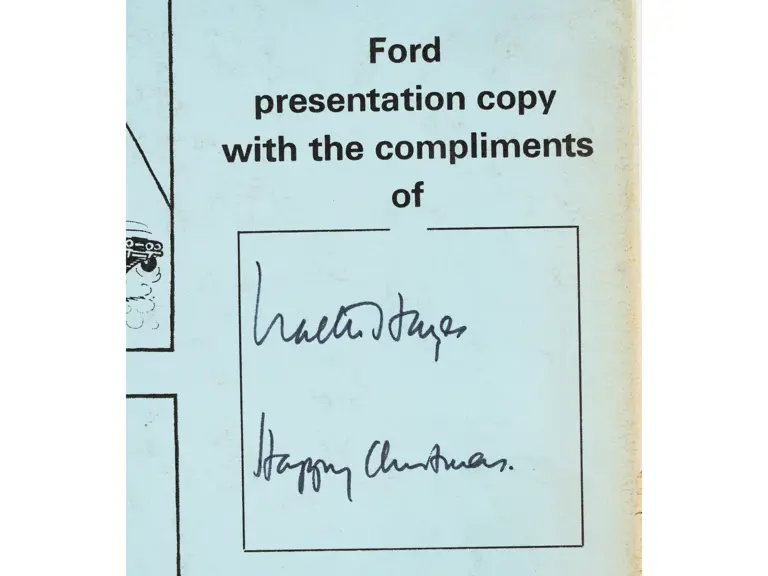 Ford
presentation copy
with the compliments
of
Walter Hayes
Happy Christmas.